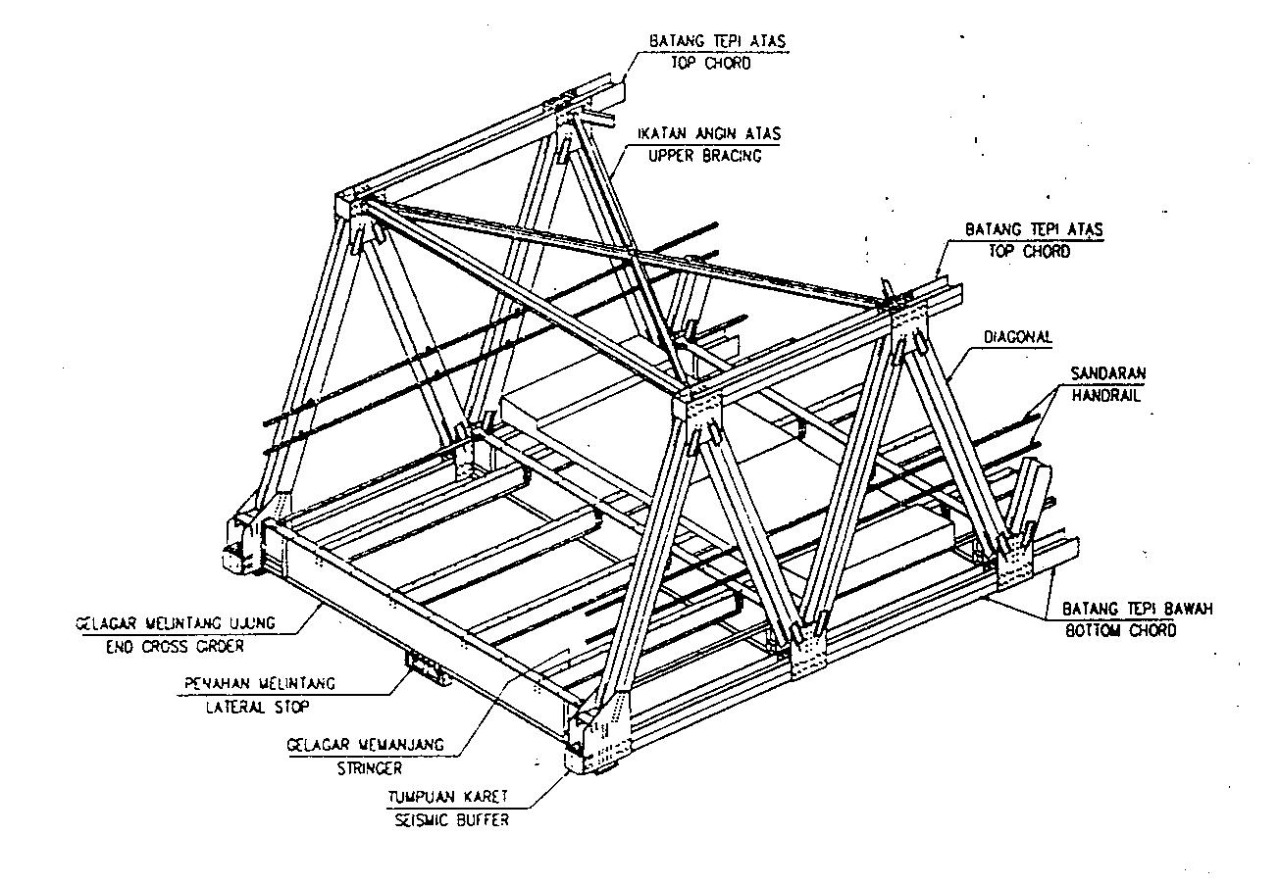 BATANG TEPI ATAS
TOP CHORD
IKATAN ANGIN ATAS
UPPER BRACING
BATANG TEPI ATAS
TOP CHORD
DIAGONAL
SANDARAN
HANDRAIL
BATANG TEPI BAWAH
BOTTOM CHORD
GELAGAR MELINTANG UJUNG
END CROSS GIRDER
PENAHAN MELINTANG
LATERAL STOP
GELAGAR MEMANJANG
STRINGER
TUMPUAN KARET
SEISMIC BUFFER